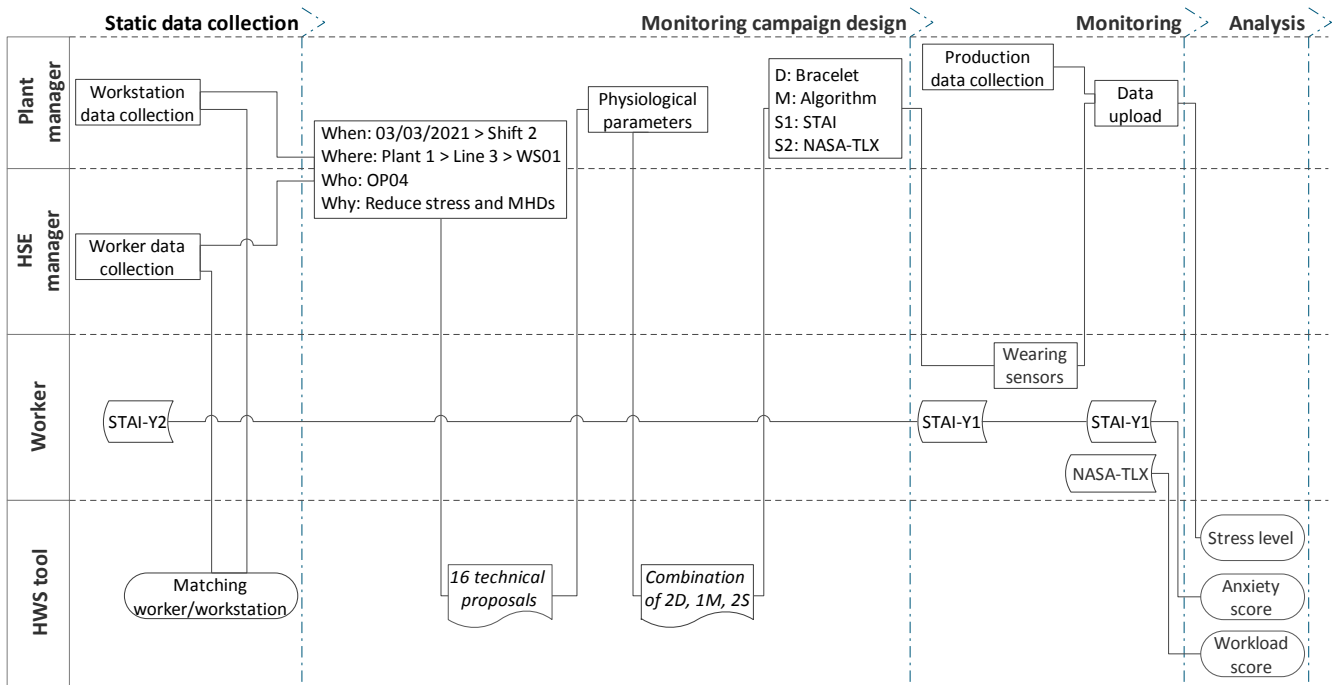 Static data collection
Monitoring campaign design
Monitoring
Analysis
Plant
manager
Workstation
data collection
When: 03/03/2021 > Shift 2
Where: Plant 1 > Line 3 > WS01
Who: OP04
Why: Reduce stress and MHDs
Physiological
parameters
D: Bracelet
M: Algorithm
S1: STAI
S2: NASA-TLX
Production
data collection
Data
upload
HSE
manager
Worker data
collection
Worker
Wearing
sensors
STAI-Y2
STAI-Y1
STAI-Y1
NASA-TLX
HWS tool
Matching
worker/workstation
16 technical
proposals
Combination
of 2D, 1M, 2S
Stress level
Anxiety
score
Workload
score